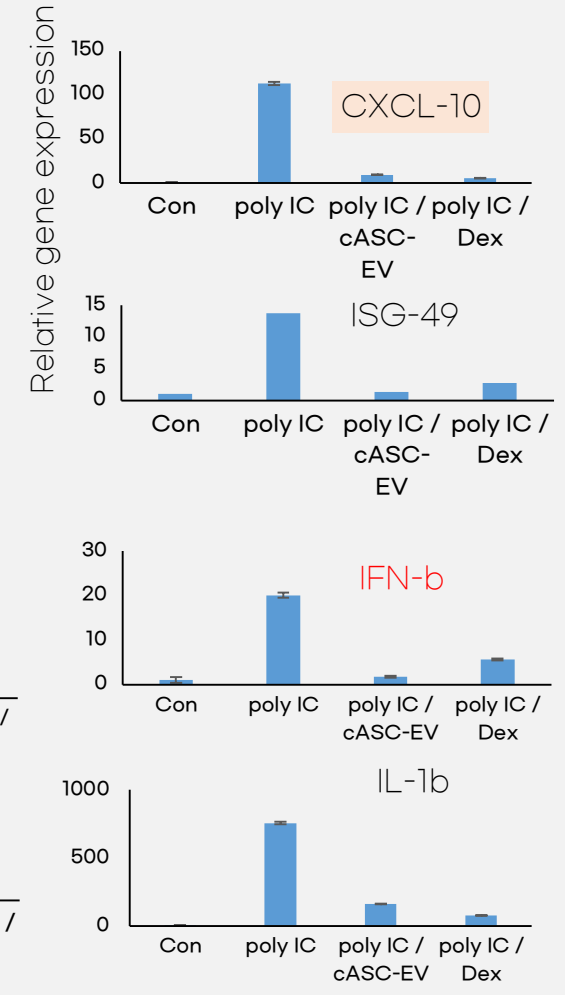 Relative gene expression
CXCL-10
150
100
50
0
Con
poly IC
poly IC /
cASC-
EV
poly IC /
Dex
ISG-49
15
10
5
0
Con
poly IC
poly IC /
cASC-
EV
poly IC /
Dex
IFN-b
30
20
10
0
Con
poly IC
poly IC /
cASC-EV
poly IC /
Dex
/
IL-1b
1000
500
0
Con
poly IC
poly IC /
cASC-EV
poly IC /
Dex
/